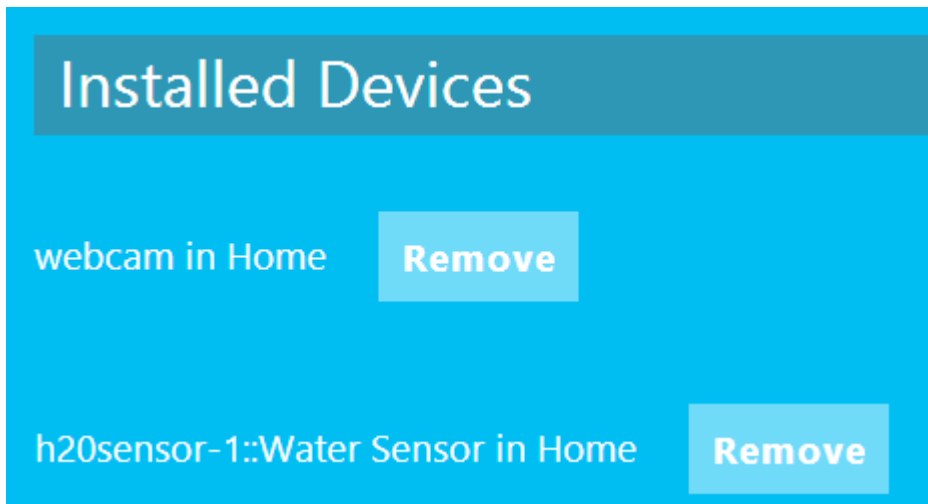 Installed Devices
webcam in Home Remove
h20sensor-1::Water Sensor in Home Remove